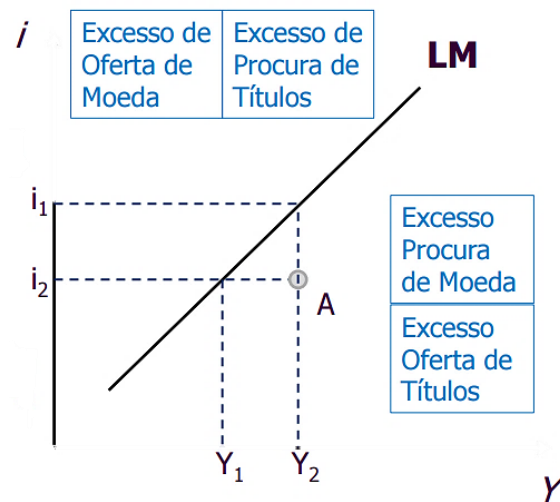 i
Excesso de
Oferta de
Moeda
Excesso de
Procura de
Títulos
LM
i1
i2
A
Excesso
Procura
de Moeda
Excesso
Oferta de
Títulos
Y1
Y2
Y